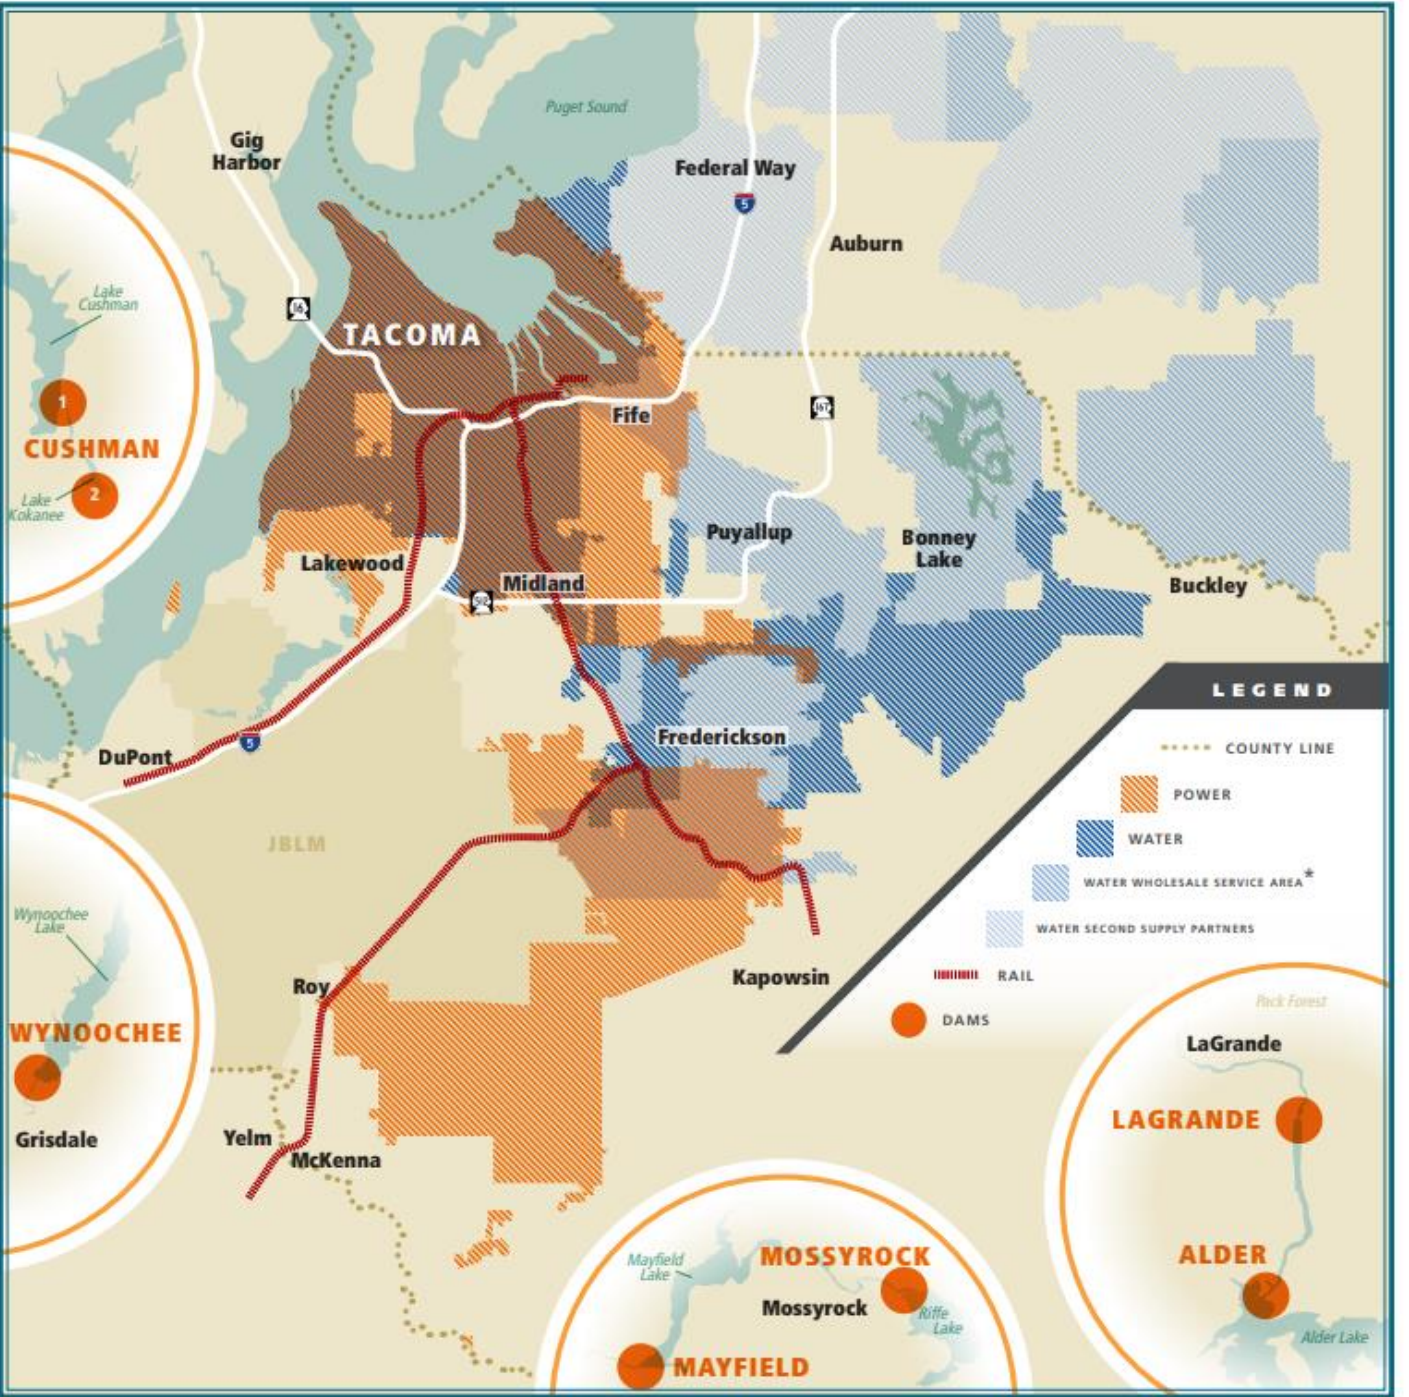 Puget Sound
Gig
Harbor
Federal Way
5
Auburn
Lake
Cushman
16
TACOMA
1
CUSHMAN
2
Lake
Kokanee
Fife
167
Puyallup
Bonney
Lake
Lakewood
Midland
512
Buckley
LEGEND
COUNTY LINE
POWER
WATER
WATER WHOLESALE SERVICE AREA*
WATER SECOND SUPPLY PARTNERS
RAIL
DAMS
Frederickson
DuPont
5
JBLM
Wynoochee
Lake
WYNOOCHEE
Grisdale
Roy
Kapowsin
Yelm
McKenna
Pack Forest
LaGrande
LAGRANDE
ALDER
Alder Lake
Mayfield
Lake
MOSSYROCK
Mossyrock
Riffe
Lake
MAYFIELD